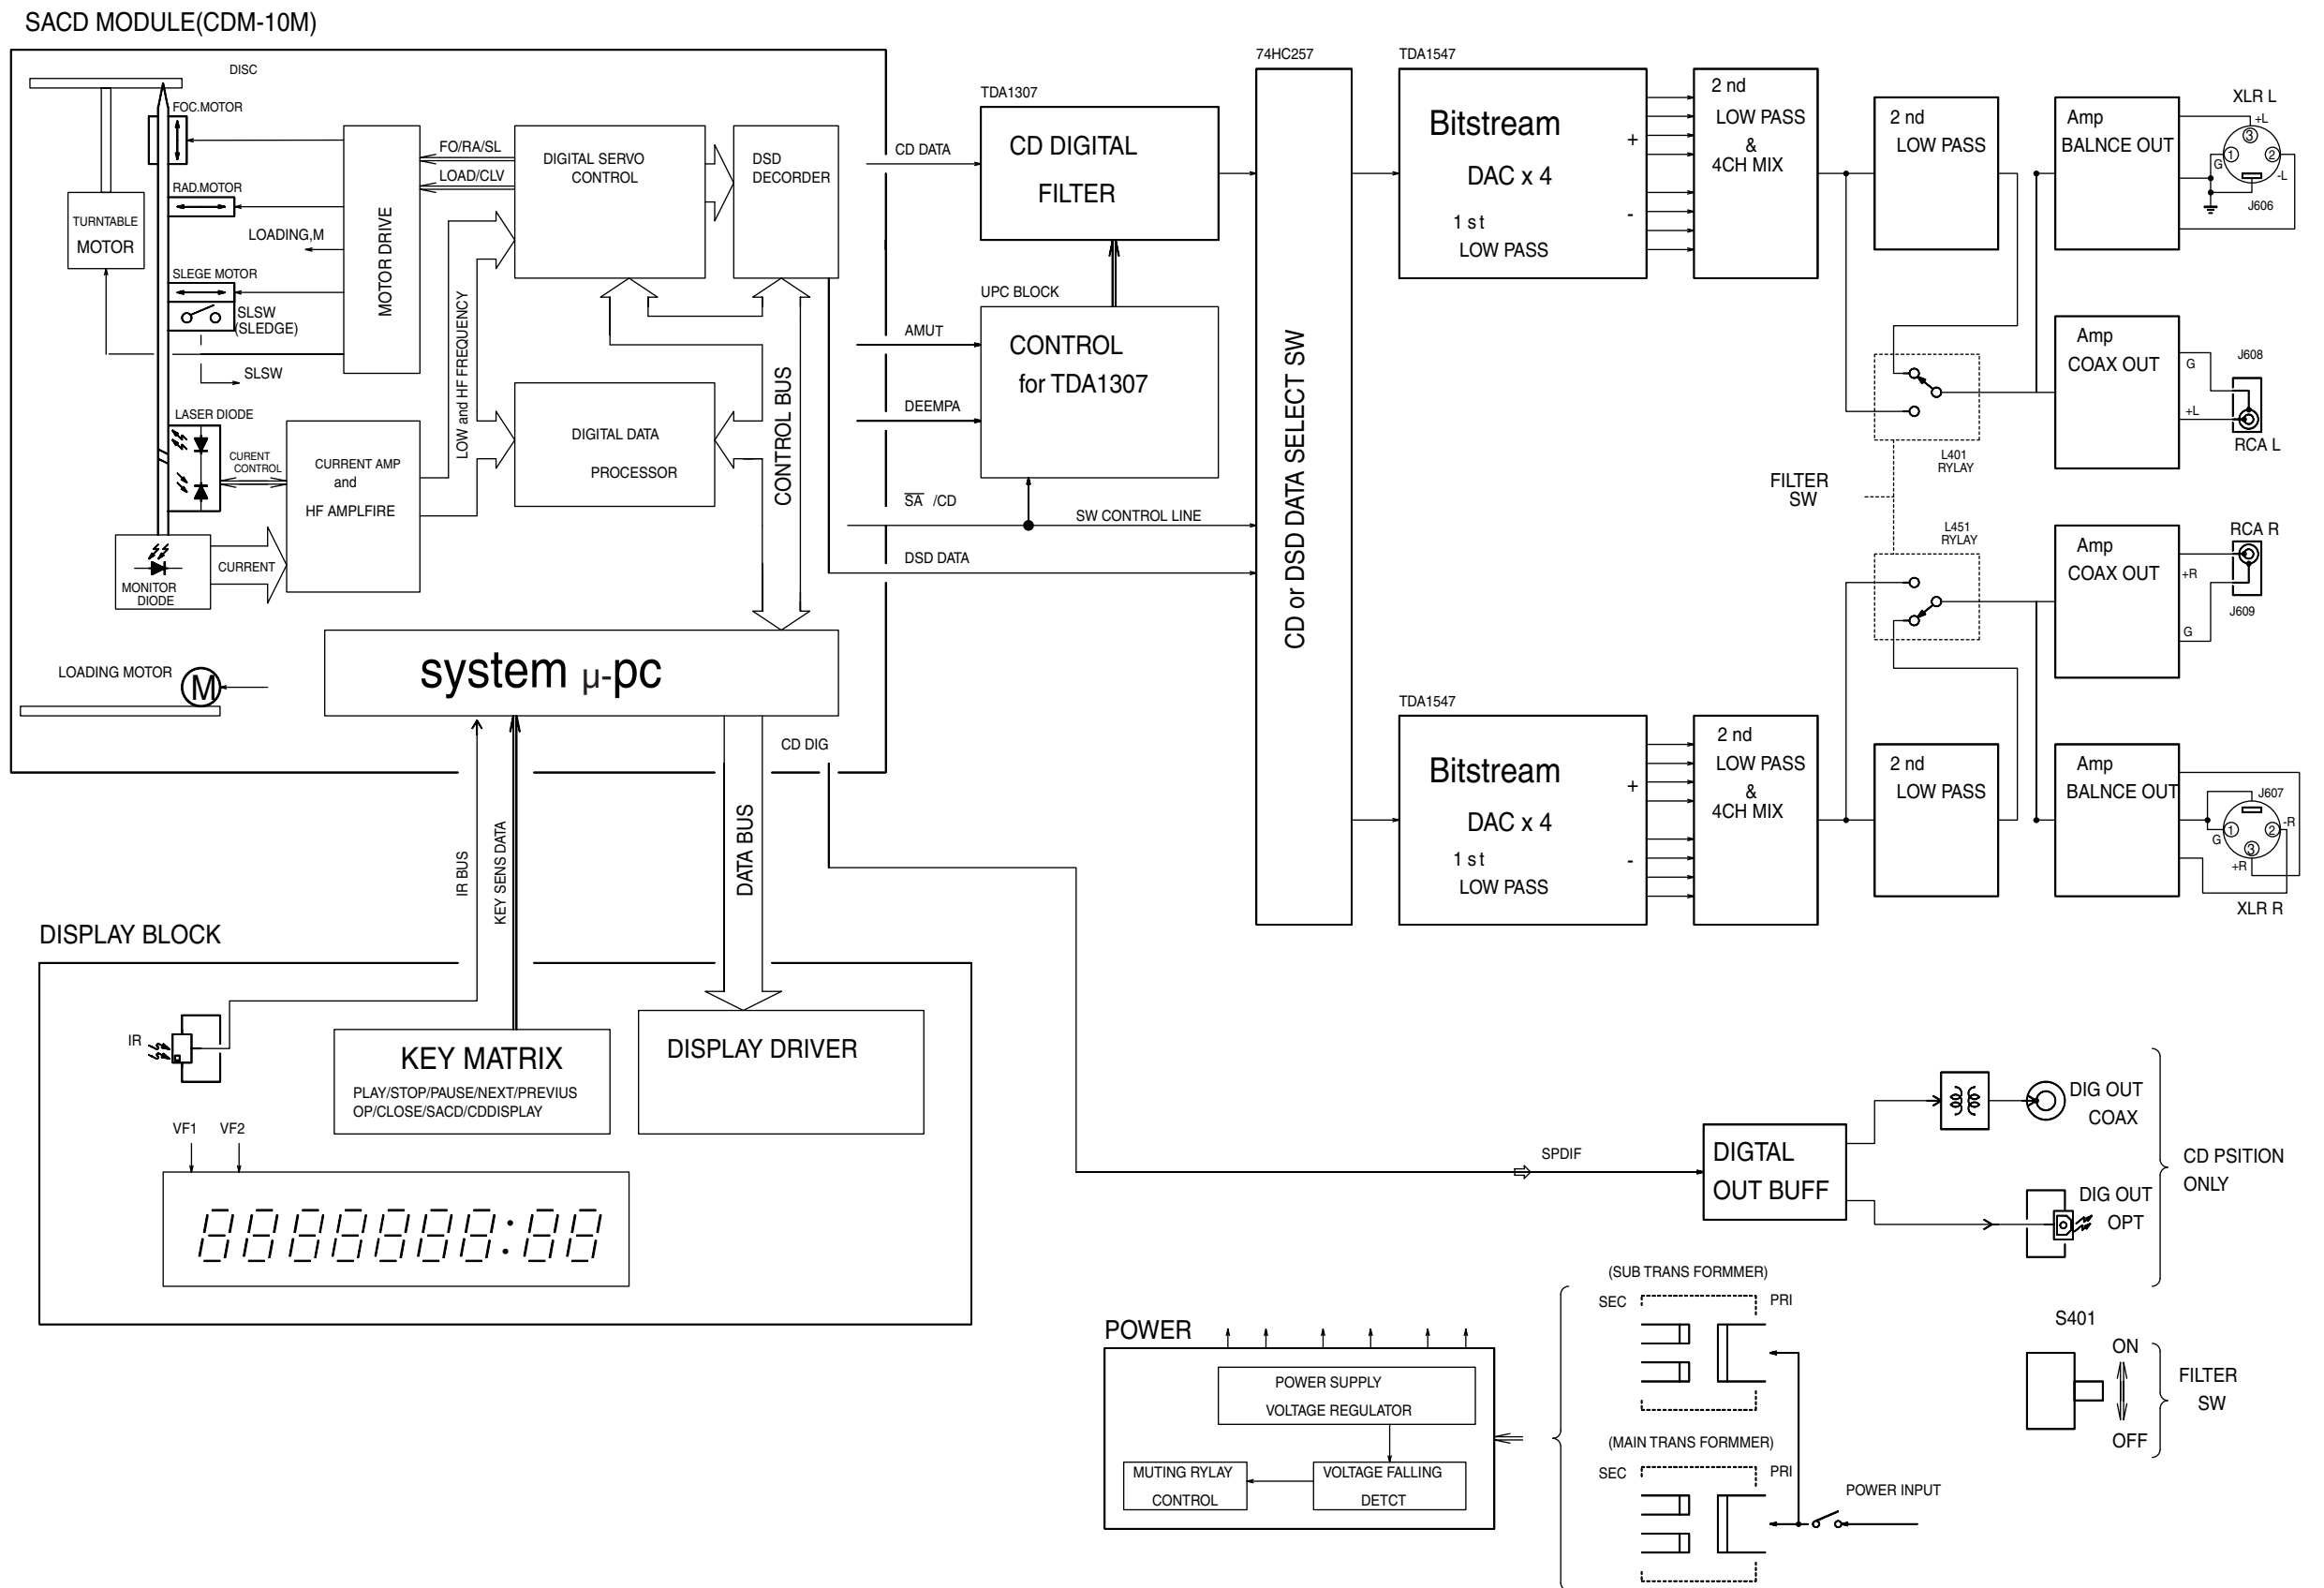 SACD MODULE(CDM-10M)
DISC
FOC.MOTOR
RAD.MOTOR
TURNTABLE
MOTOR
LOADING,M
SLEGE MOTOR
SLSW
(SLEDGE)
SLSW
MOTOR DRIVE
FO/RA/SL
LOAD/CLV
DIGITAL SERVO
CONTROL
DSD
DECORDER
LOW and HF FREQUENCY
LASER DIODE
CURENT
CONTROL
CURRENT AMP
and
HF AMPLFIRE
DIGITAL DATA
PROCESSOR
CONTROL BUS
MONITOR
DIODE
CURRENT
LOADING MOTOR
M
system μ-pc
CD DIG
IR BUS
KEY SENS DATA
DATA BUS
CD DATA
TDA1307
CD DIGITAL
FILTER
UPC BLOCK
CONTROL
for TDA1307
AMUT
DEEMPA
SA /CD
SW CONTROL LINE
DSD DATA
74HC257
CD or DSD DATA SELECT SW
TDA1547
Bitstream
DAC x 4
1 st
LOW PASS
+
-
2 nd
LOW PASS
&
4CH MIX
2 nd
LOW PASS
Amp
BALNCE OUT
XLR L
+L
3
1
2
G
-L
J606
Amp
COAX OUT
G
J608
+L
RCA L
L401
RYLAY
FILTER
SW
L451
RYLAY
Amp
COAX OUT
RCA R
+R
J609
G
TDA1547
Bitstream
DAC x 4
1 st
LOW PASS
+
-
2 nd
LOW PASS
&
4CH MIX
2 nd
LOW PASS
Amp
BALNCE OUT
J607
-R
1
2
G
3
+R
XLR R
DISPLAY BLOCK
IR
KEY MATRIX
PLAY/STOP/PAUSE/NEXT/PREVIUS
OP/CLOSE/SACD/CDDISPLAY
DISPLAY DRIVER
VF1 VF2
8888888:88
SPDIF
DIGTAL
OUT BUFF
DIG OUT
COAX
DIG OUT
OPT
CD PSITION
ONLY
POWER
POWER SUPPLY
VOLTAGE REGULATOR
MUTING RYLAY
CONTROL
VOLTAGE FALLING
DETCT
(SUB TRANS FORMMER)
SEC PRI
(MAIN TRANS FORMMER)
SEC PRI
POWER INPUT
S401
ON
OFF
FILTER
SW